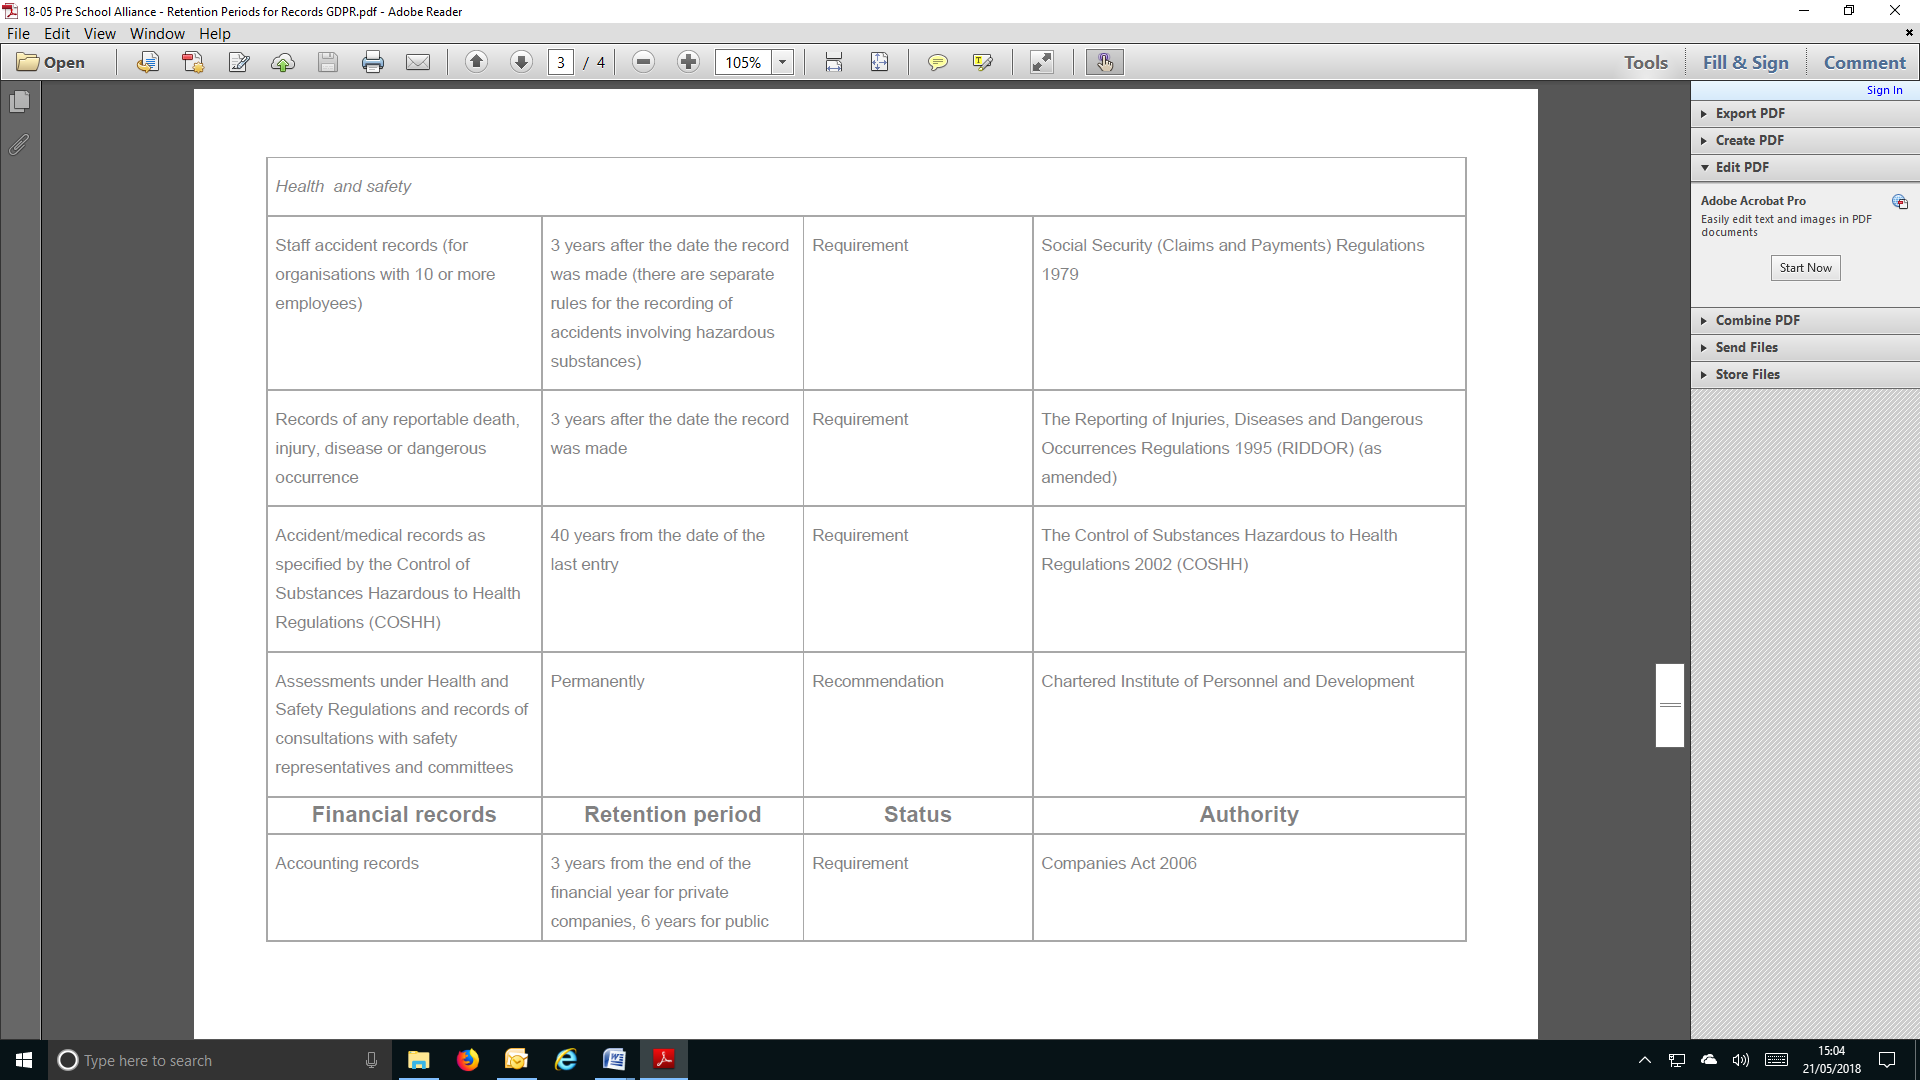 18-05 Pre School Alliance - Retention Periods for Records GDPR.pdf - Adobe Reader
File Edit View Window Help
Open 3 / 4 105% Tools Fill & Sign Comment
Sign In
Export PDF
Create PDF
Edit PDF
Adobe Acrobat Pro
Easily edit text and images in PDF
documents
Start Now
Combine PDF
Send Files
Store Files
Health and safety
Staff accident records (for
organisations with 10 or more
employees)
3 years after the date the record
was made (there are separate
rules for the recording of
accidents involving hazardous
substances)
Requirement
Social Security (Claims and Payments) Regulations
1979
Records of any reportable death,
injury, disease or dangerous
occurrence
3 years after the date the record
was made
Requirement
The Reporting of Injuries, Diseases and Dangerous
Occurrences Regulations 1995 (RIDDOR) (as
amended)
Accident/medical records as
specified by the Control of
Substances Hazardous to Health
Regulations (COSHH)
40 years from the date of the
last entry
Requirement
The Control of Substances Hazardous to Health
Regulations 2002 (COSHH)
Assessments under Health and
Safety Regulations and records of
consultations with safety
representatives and committees
Permanently
Recommendation
Chartered Institute of Personnel and Development
Financial records Retention period Status Authority
Accounting records
3 years from the end of the
financial year for private
companies, 6 years for public
Requirement
Companies Act 2006
Type here to search
15:04
21/05/2018